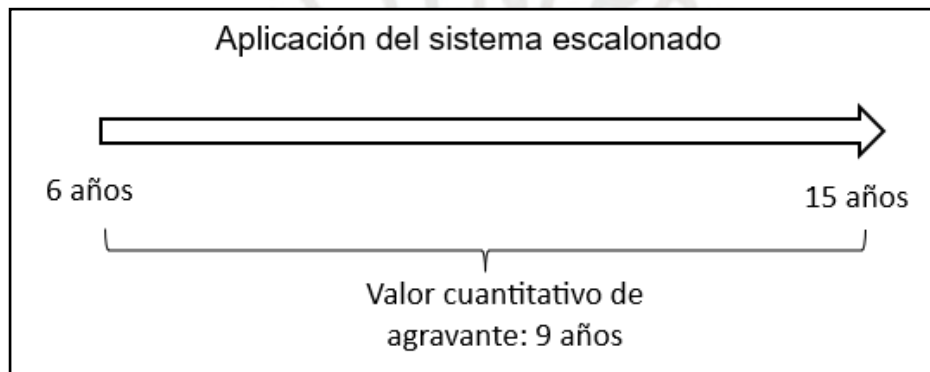 Aplicación del sistema escalonado
6 años
15 años
Valor cuantitativo de
agravante: 9 años